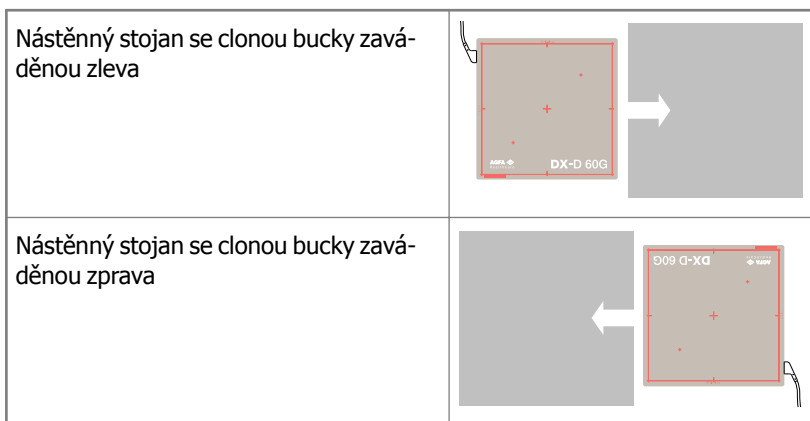 Nástěnný stojan se clonou bucky zavá-
děnou zleva
AGFA
DX-D 60G
Nástěnný stojan se clonou bucky zavá-
děnou zprava
DX-D 60G
AGFA